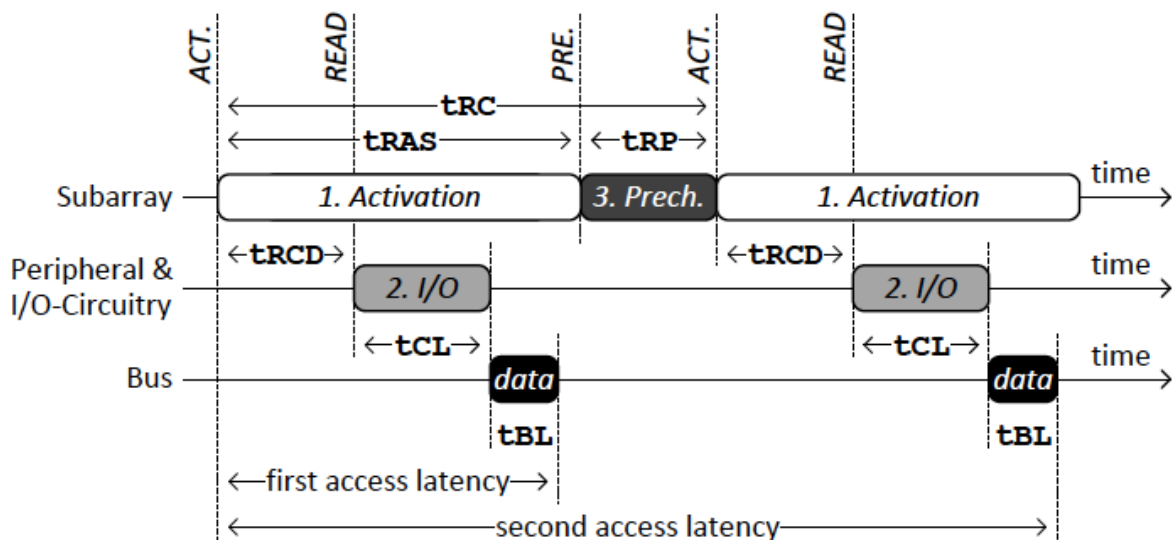 ACT.
READ
PRE.
ACT.
READ
tRC
tRAS
tRP
Subarray
1. Activation
3. Prech.
1. Activation
time
Peripheral &
I/O-Circuitry
tRCD
2. I/O
tRCD
2. I/O
time
tCL
tCL
Bus
data
data
time
tBL
tBL
first access latency
second access latency